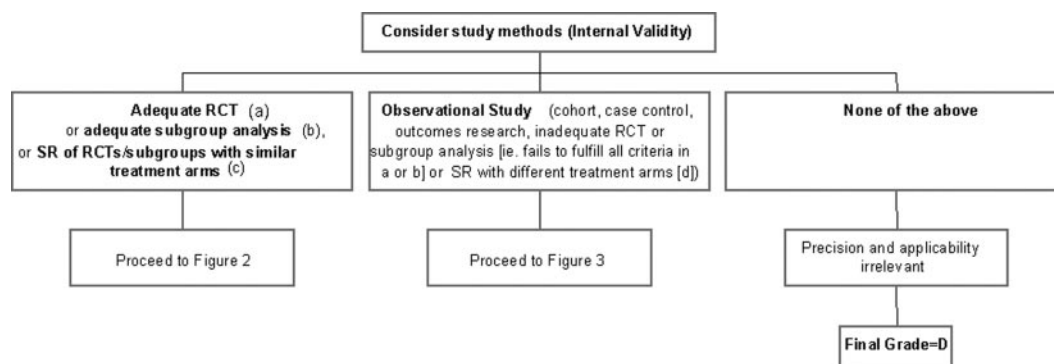 Consider study methods (Internal Validity)
Adequate RCT (a)
or adequate subgroup analysis (b),
or SR of RCTs/subgroups with similar
treatment arms (c)
Observational Study (cohort, case control,
outcomes research, inadequate RCT or
subgroup analysis [ie. fails to fulfill all criteria in
a or b] or SR with different treatment arms [d])
None of the above
Proceed to Figure 2
Proceed to Figure 3
Precision and applicability
irrelevant
Final Grade=D